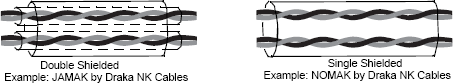 Double Shielded
Example: JAMAK by Draka NK Cables
Single Shielded
Example: NOMAK by Draka NK Cables